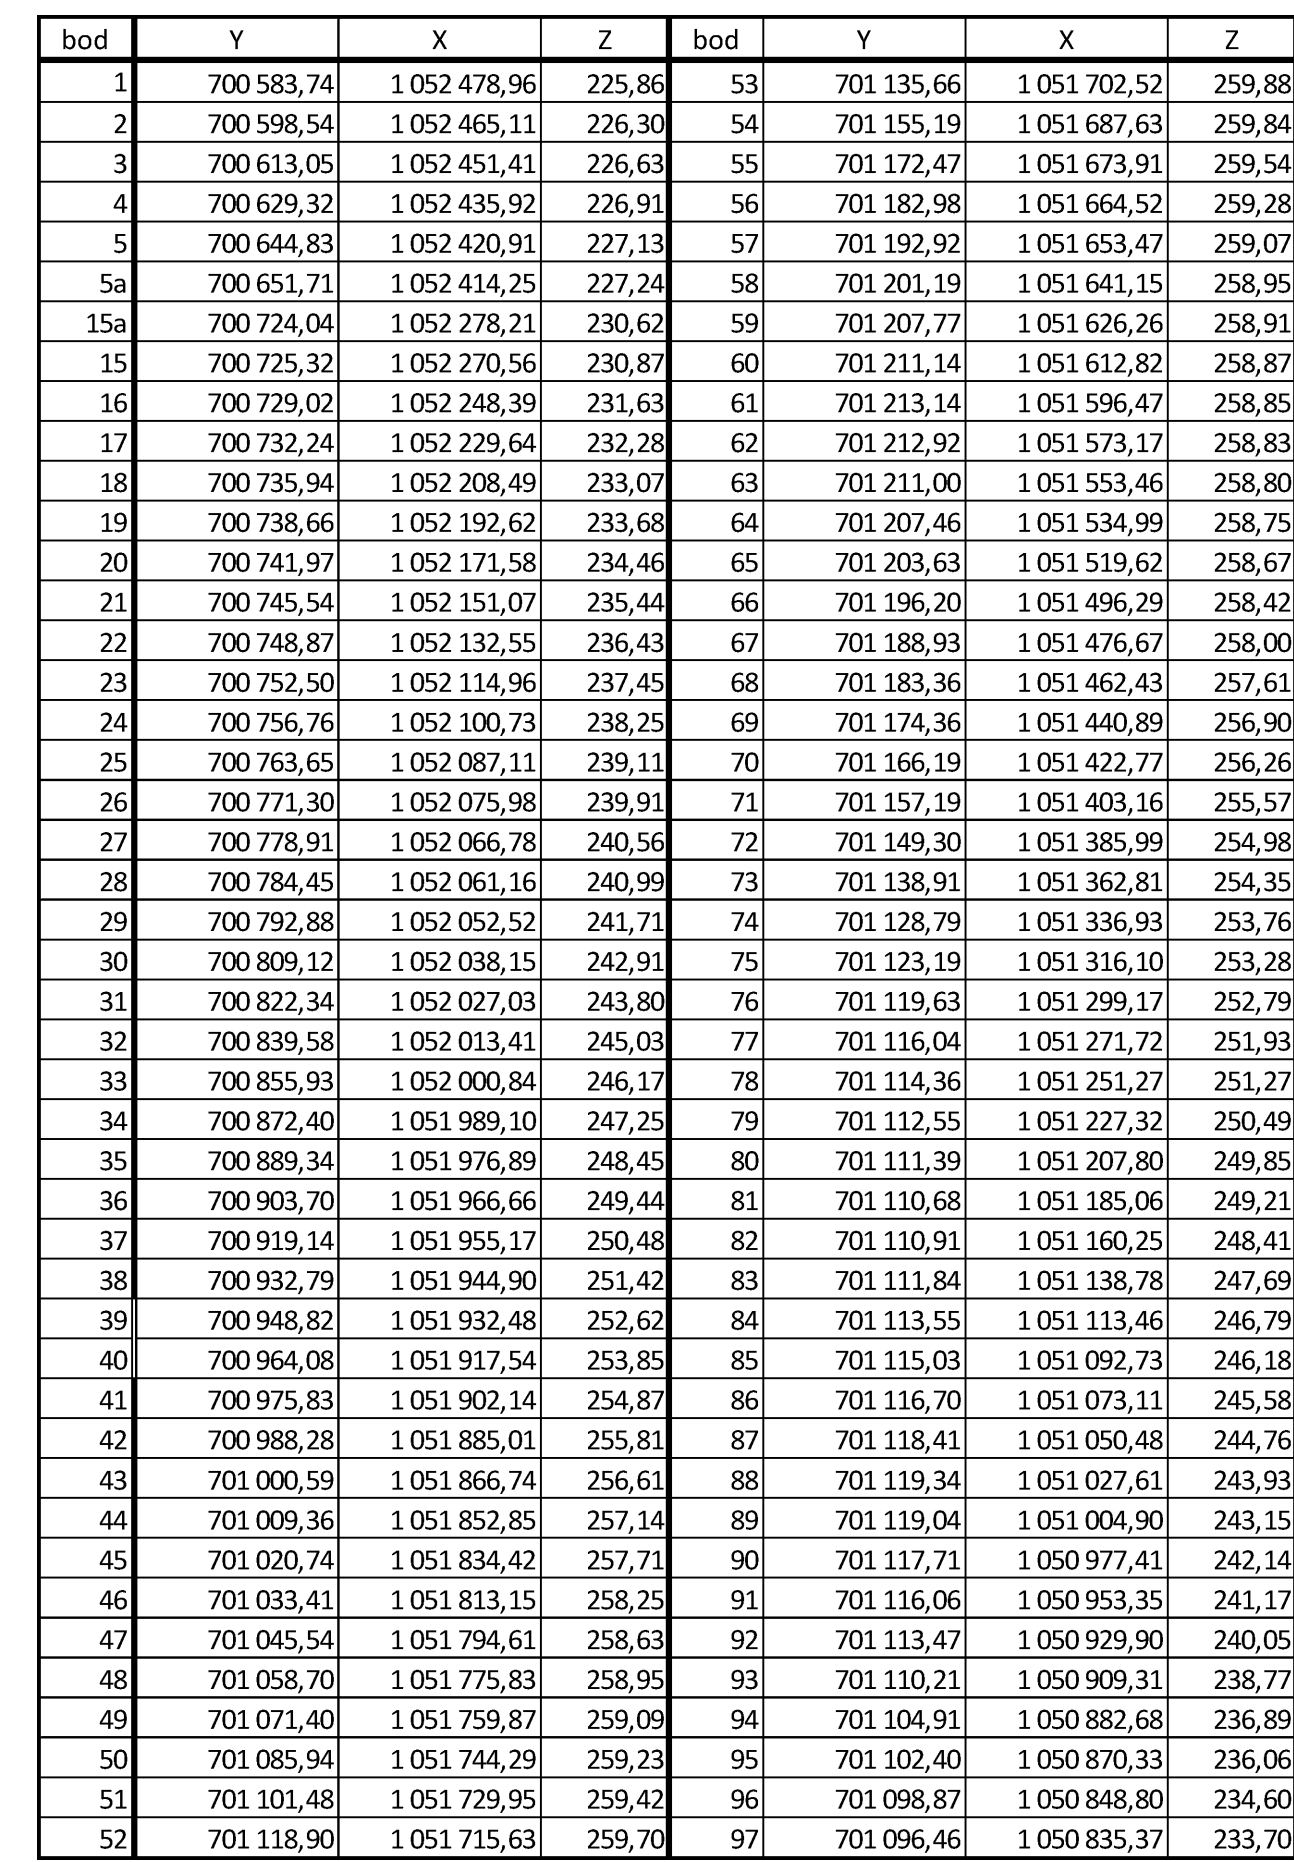 bod Y X Z bod Y X Z
1 700 583,74 1 052 478,96 225,86 53 701 135,66 1 051 702,52 259,88
2 700 598,54 1 052 465,11 226,30 54 701 155,19 1 051 687,63 259,84
3 700 613,05 1 052 451,41 226,63 55 701 172,47 1 051 673,91 259,54
4 700 629,32 1 052 435,92 226,91 56 701 182,98 1 051 664,52 259,28
5 700 644,83 1 052 420,91 227,13 57 701 192,92 1 051 653,47 259,07
5a 700 651,71 1 052 414,25 227,24 58 701 201,19 1 051 641,15 258,95
15a 700 724,04 1 052 278,21 230,62 59 701 207,77 1 051 626,26 258,91
15 700 725,32 1 052 270,56 230,87 60 701 211,14 1 051 612,82 258,87
16 700 729,02 1 052 248,39 231,63 61 701 213,14 1 051 596,47 258,85
17 700 732,24 1 052 229,64 232,28 62 701 212,92 1 051 573,17 258,83
18 700 735,94 1 052 208,49 233,07 63 701 211,00 1 051 553,46 258,80
19 700 738,66 1 052 192,62 233,68 64 701 207,46 1 051 534,99 258,75
20 700 741,97 1 052 171,58 234,46 65 701 203,63 1 051 519,62 258,67
21 700 745,54 1 052 151,07 235,44 66 701 196,20 1 051 496,29 258,42
22 700 748,87 1 052 132,55 236,43 67 701 188,93 1 051 476,67 258,00
23 700 752,50 1 052 114,96 237,45 68 701 183,36 1 051 462,43 257,61
24 700 756,76 1 052 100,73 238,25 69 701 174,36 1 051 440,89 256,90
25 700 763,65 1 052 087,11 239,11 70 701 166,19 1 051 422,77 256,26
26 700 771,30 1 052 075,98 239,91 71 701 157,19 1 051 403,16 255,57
27 700 778,91 1 052 066,78 240,56 72 701 149,30 1 051 385,99 254,98
28 700 784,45 1 052 061,16 240,99 73 701 138,91 1 051 362,81 254,35
29 700 792,88 1 052 052,52 241,71 74 701 128,79 1 051 336,93 253,76
30 700 809,12 1 052 038,15 242,91 75 701 123,19 1 051 316,10 253,28
31 700 822,34 1 052 027,03 243,80 76 701 119,63 1 051 299,17 252,79
32 700 839,58 1 052 013,41 245,03 77 701 116,04 1 051 271,72 251,93
33 700 855,93 1 052 000,84 246,17 78 701 114,36 1 051 251,27 251,27
34 700 872,40 1 051 989,10 247,25 79 701 112,55 1 051 227,32 250,49
35 700 889,34 1 051 976,89 248,45 80 701 111,39 1 051 207,80 249,85
36 700 903,70 1 051 966,66 249,44 81 701 110,68 1 051 185,06 249,21
37 700 919,14 1 051 955,17 250,48 82 701 110,91 1 051 160,25 248,41
38 700 932,79 1 051 944,90 251,42 83 701 111,84 1 051 138,78 247,69
39 700 948,82 1 051 932,48 252,62 84 701 113,55 1 051 113,46 246,79
40 700 964,08 1 051 917,54 253,85 85 701 115,03 1 051 092,73 246,18
41 700 975,83 1 051 902,14 254,87 86 701 116,70 1 051 073,11 245,58
42 700 988,28 1 051 885,01 255,81 87 701 118,41 1 051 050,48 244,76
43 701 000,59 1 051 866,74 256,61 88 701 119,34 1 051 027,61 243,93
44 701 009,36 1 051 852,85 257,14 89 701 119,04 1 051 004,90 243,15
45 701 020,74 1 051 834,42 257,71 90 701 117,71 1 050 977,41 242,14
46 701 033,41 1 051 813,15 258,25 91 701 116,06 1 050 953,35 241,17
47 701 045,54 1 051 794,61 258,63 92 701 113,47 1 050 929,90 240,05
48 701 058,70 1 051 775,83 258,95 93 701 110,21 1 050 909,31 238,77
49 701 071,40 1 051 759,87 259,09 94 701 104,91 1 050 882,68 236,89
50 701 085,94 1 051 744,29 259,23 95 701 102,40 1 050 870,33 236,06
51 701 101,48 1 051 729,95 259,42 96 701 098,87 1 050 848,80 234,60
52 701 118,90 1 051 715,63 259,70 97 701 096,46 1 050 835,37 233,70